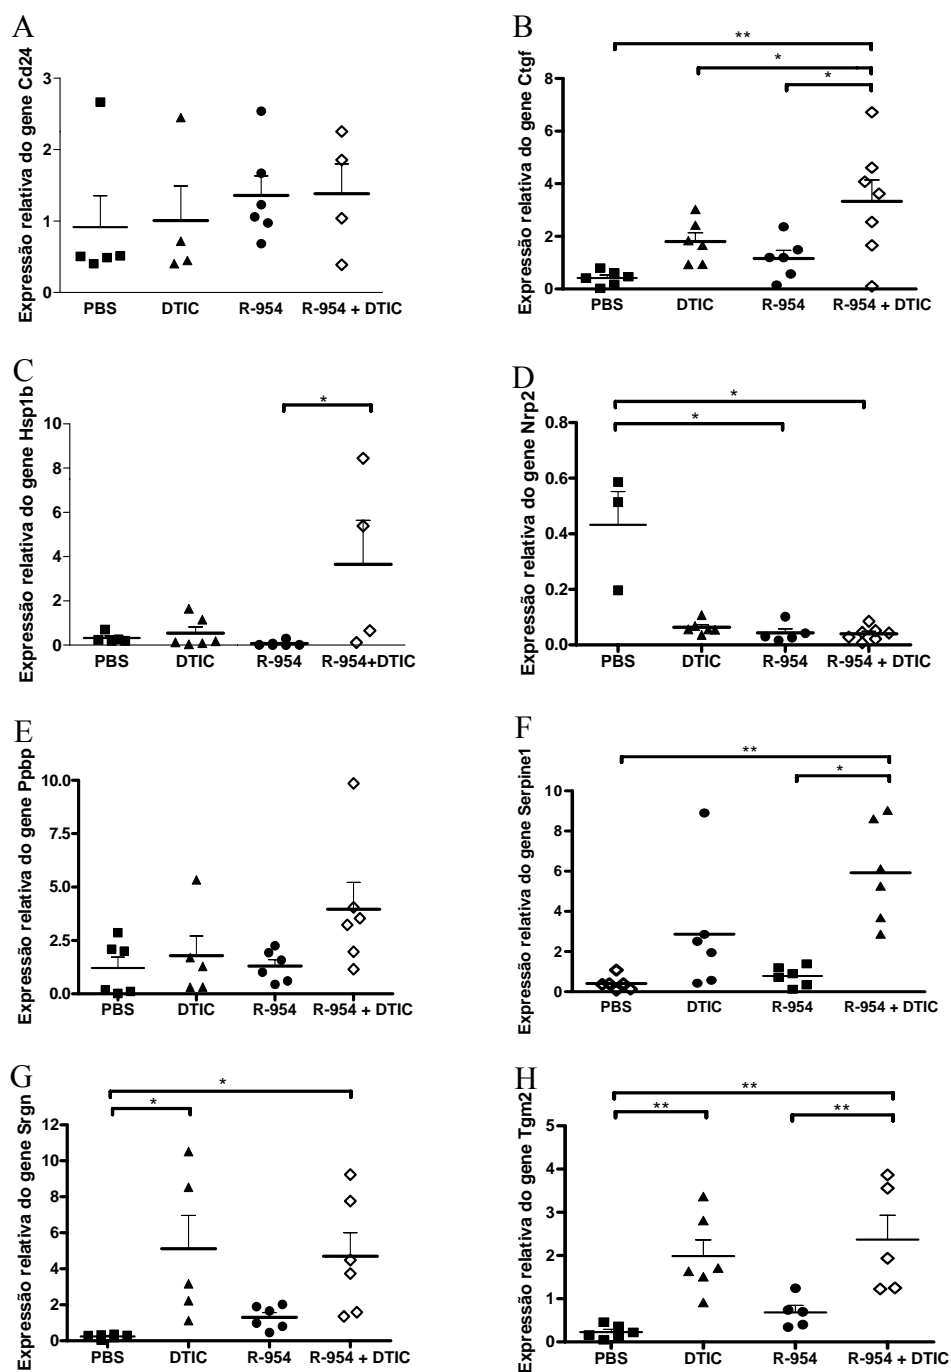 A
Expressão relativa do gene Cd24
3
2
1
0
PBS DTIC R-954 R-954 + DTIC
B
** 
*
*
Expressão relativa do gene Ctgf
8
6
4
2
0
PBS DTIC R-954 R-954 + DTIC
C
*
Expressão relativa do gene Hsp1b
10
8
6
4
2
0
PBS DTIC R-954 R-954+DTIC
D
*
*
Expressão relativa do gene Nrp2
0.8
0.6
0.4
0.2
0.0
PBS DTIC R-954 R-954 + DTIC
E
Expressão relativa do gene Ppbp
10.0
7.5
5.0
2.5
0.0
PBS DTIC R-954 R-954 + DTIC
F
**
*
Expressão relativa do gene Serpine1
10
8
6
4
2
0
PBS DTIC R-954 R-954 + DTIC
G
*
*
Expressão relativa do gene Srgn
12
10
8
6
4
2
0
PBS DTIC R-954 R-954 + DTIC
H
**
** **
Expressão relativa do gene Tgm2
5
4
3
2
1
0
PBS DTIC R-954 R-954 + DTIC